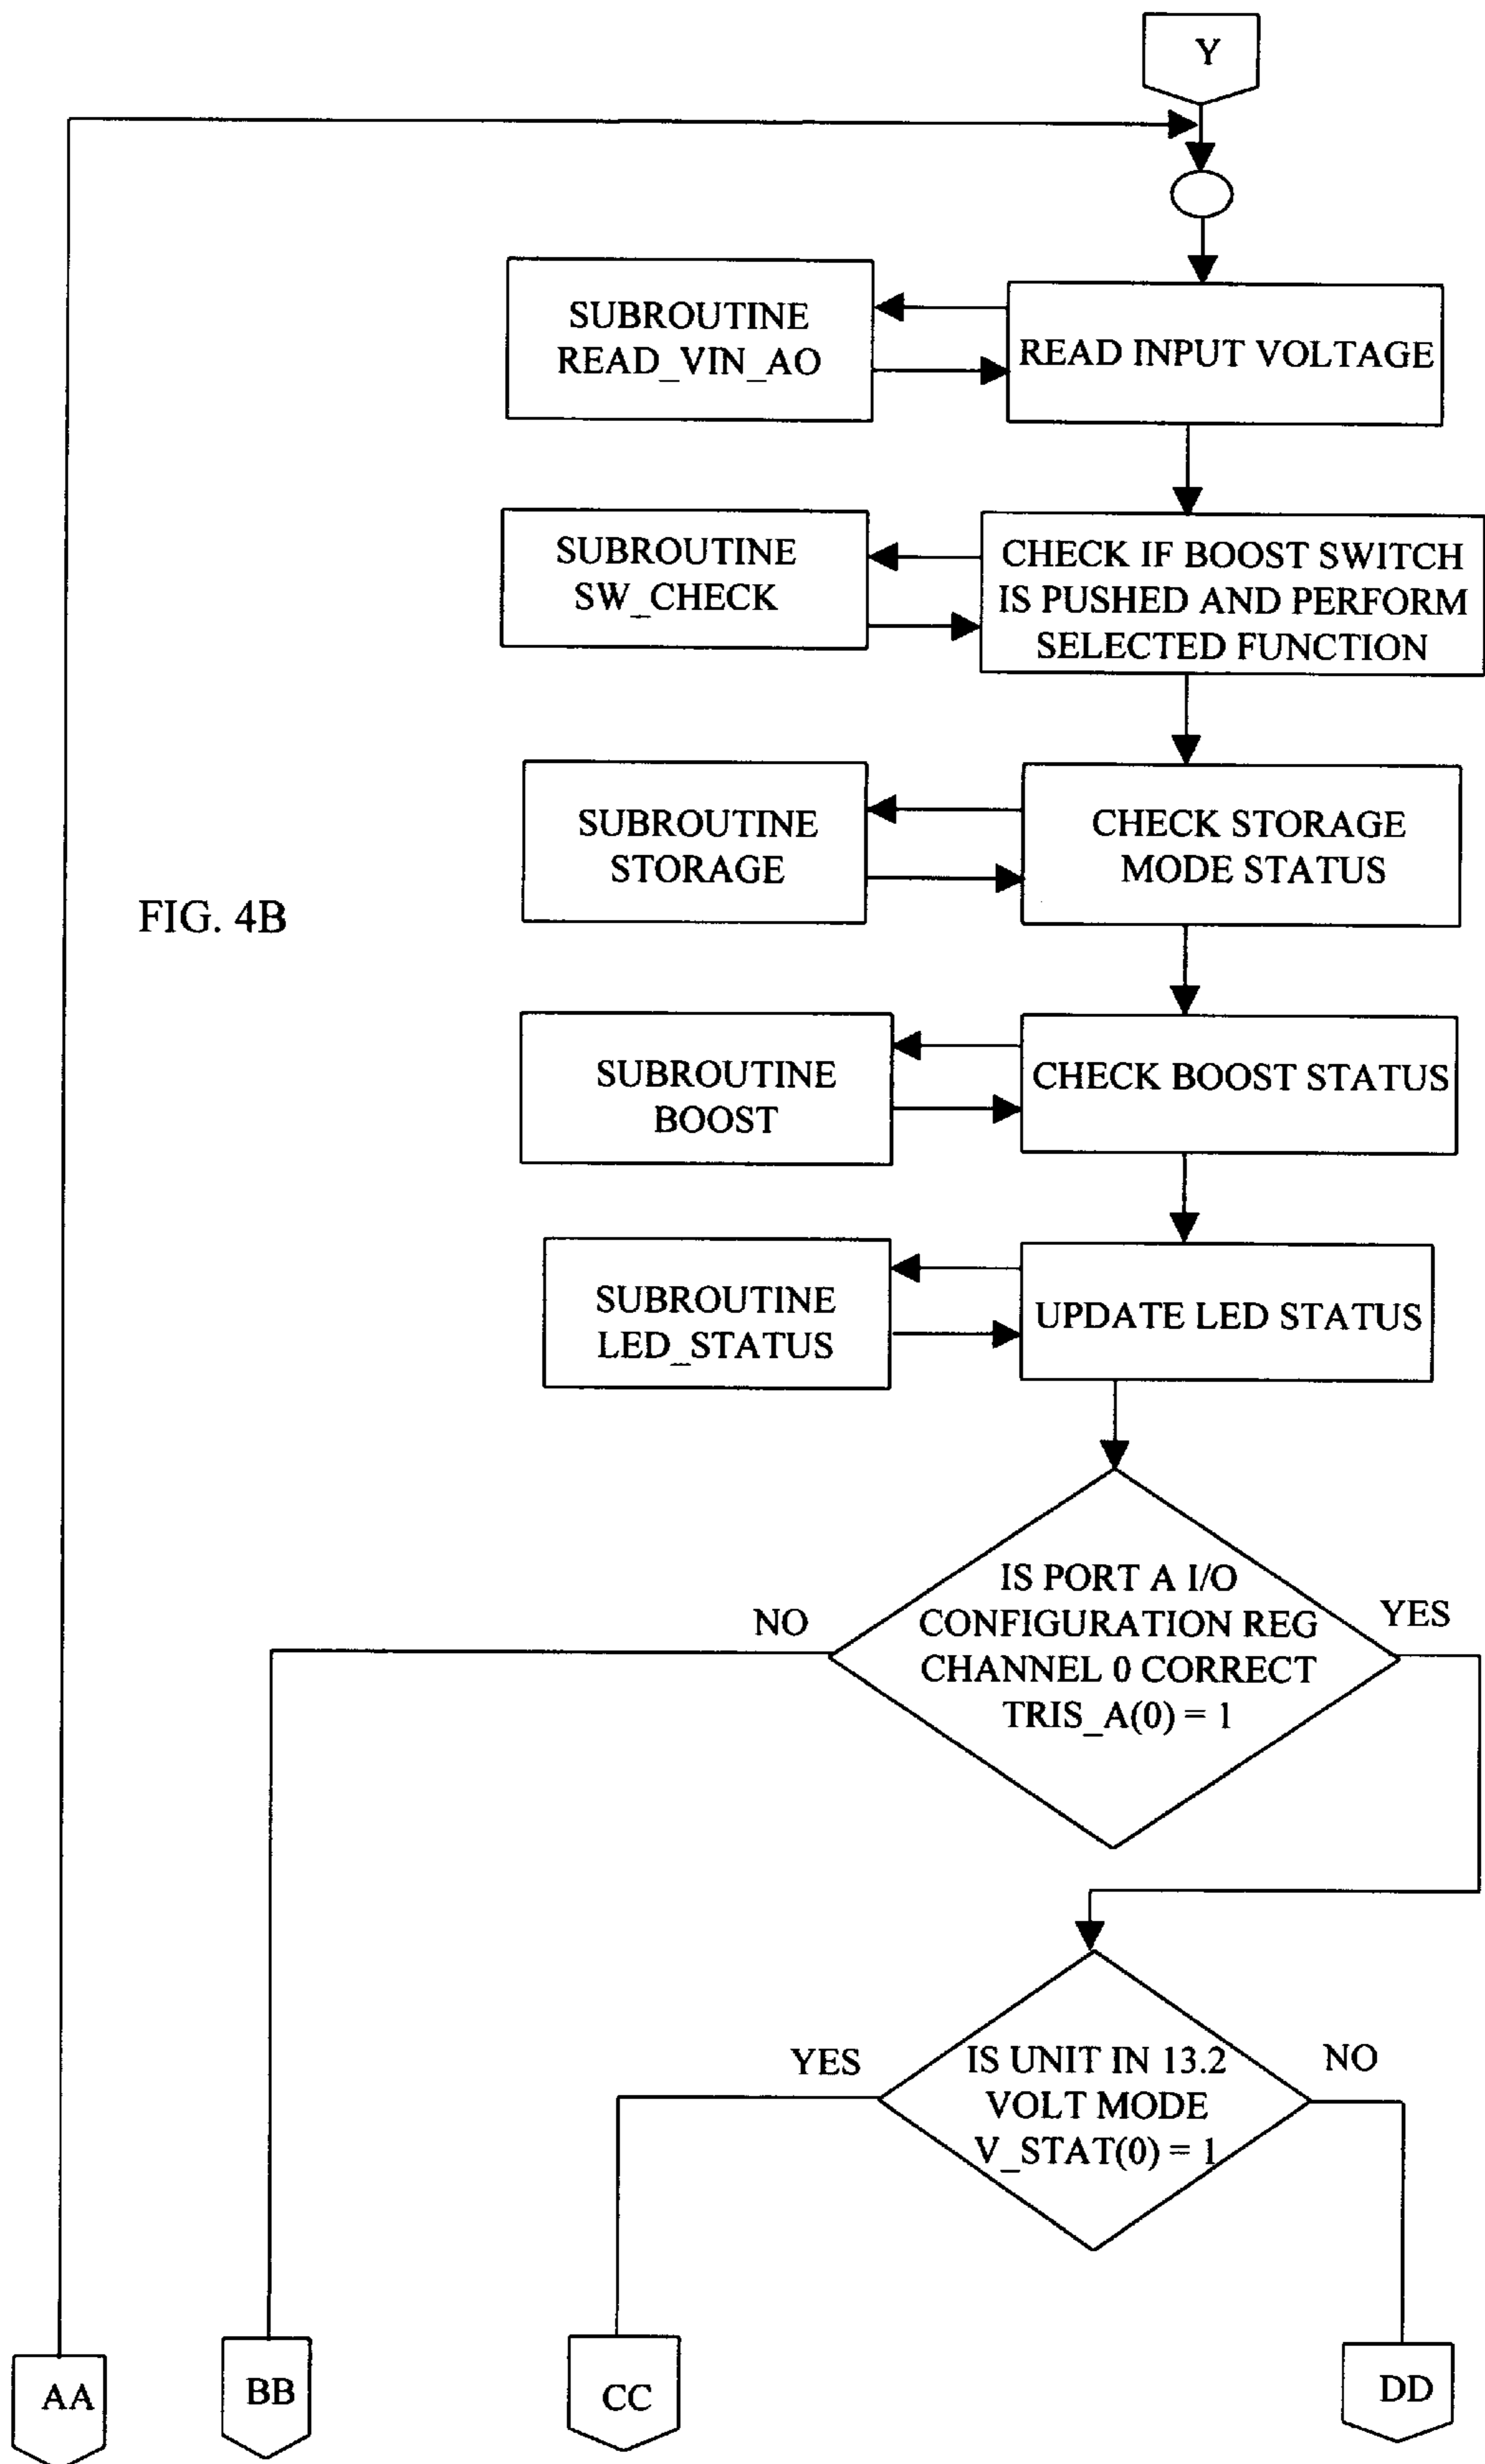 Y
SUBROUTINE
READ_VIN_AO
READ INPUT VOLTAGE
SUBROUTINE
SW_CHECK
CHECK IF BOOST SWITCH
IS PUSHED AND PERFORM
SELECTED FUNCTION
SUBROUTINE
STORAGE
CHECK STORAGE
MODE STATUS
FIG. 4B
SUBROUTINE
BOOST
CHECK BOOST STATUS
SUBROUTINE
LED_STATUS
UPDATE LED STATUS
IS PORT A I/O
CONFIGURATION REG
CHANNEL 0 CORRECT
TRIS_A(0) = 1
NO
YES
IS UNIT IN 13.2
VOLT MODE
V_STAT(0) = 1
YES
NO
AA
BB
CC
DD